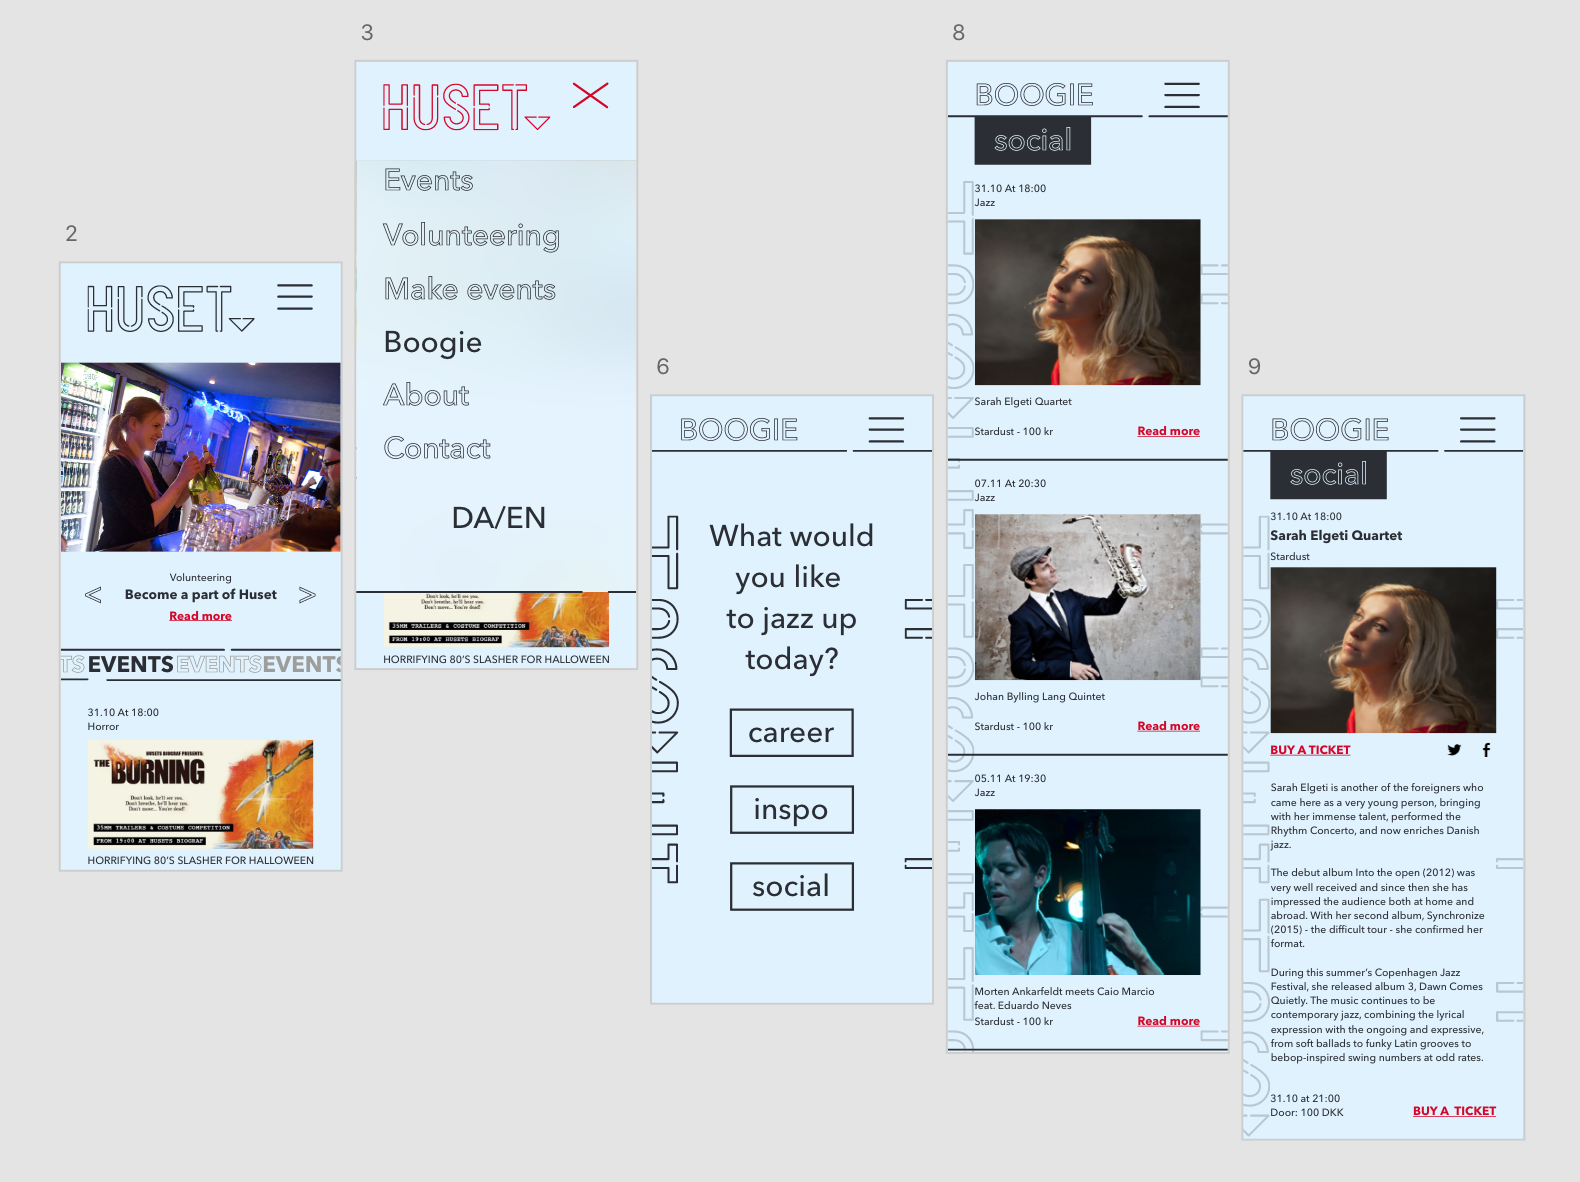 2
HUSET
Volunteering
< Become a part of Huset >
Read more
TS EVENTS EVENTS EVENTS
31.10 At 18:00
Horror
HUSETS BIOGRAF PRESENTS:
THE BURNING
Don't look, he'll see you.
Don't breathe, he'll hear you.
Don't move... You're dead!
35MM TRAILERS & COSTUME COMPETITION
FROM 19:00 AT HUSETS BIOGRAF
HORRIFYING 80'S SLASHER FOR HALLOWEEN
3
HUSET
Events
Volunteering
Make events
Boogie
About
Contact
DA/EN
Don't look, he'll see you.
Don't breathe, he'll hear you.
Don't move... You're dead!
35MM TRAILERS & COSTUME COMPETITION
FROM 19:00 AT HUSETS BIOGRAF
HORRIFYING 80'S SLASHER FOR HALLOWEEN
6
BOOGIE
What would
you like
to jazz up
today?
career
inspo
social
8
BOOGIE
social
31.10 At 18:00
Jazz
Sarah Elgeti Quartet
Stardust - 100 kr Read more
07.11 At 20:30
Jazz
Johan Bylling Lang Quintet
Stardust - 100 kr Read more
05.11 At 19:30
Jazz
Morten Ankarfeldt meets Caio Marcio
feat. Eduardo Neves
Stardust - 100 kr Read more
9
BOOGIE
social
31.10 At 18:00
Sarah Elgeti Quartet
Stardust
BUY A TICKET
Sarah Elgeti is another of the foreigners who
came here as a very young person, bringing
with her immense talent, performed the
Rhythm Concerto, and now enriches Danish
jazz.
The debut album Into the open (2012) was
very well received and since then she has
impressed the audience both at home and
abroad. With her second album, Synchronize
(2015) - the difficult tour - she confirmed her
format.
During this summer's Copenhagen Jazz
Festival, she released album 3, Dawn Comes
Quietly. The music continues to be
contemporary jazz, combining the lyrical
expression with the ongoing and expressive,
from soft ballads to funky Latin grooves to
bebop-inspired swing numbers at odd rates.
31.10 at 21:00
Door: 100 DKK BUY A TICKET